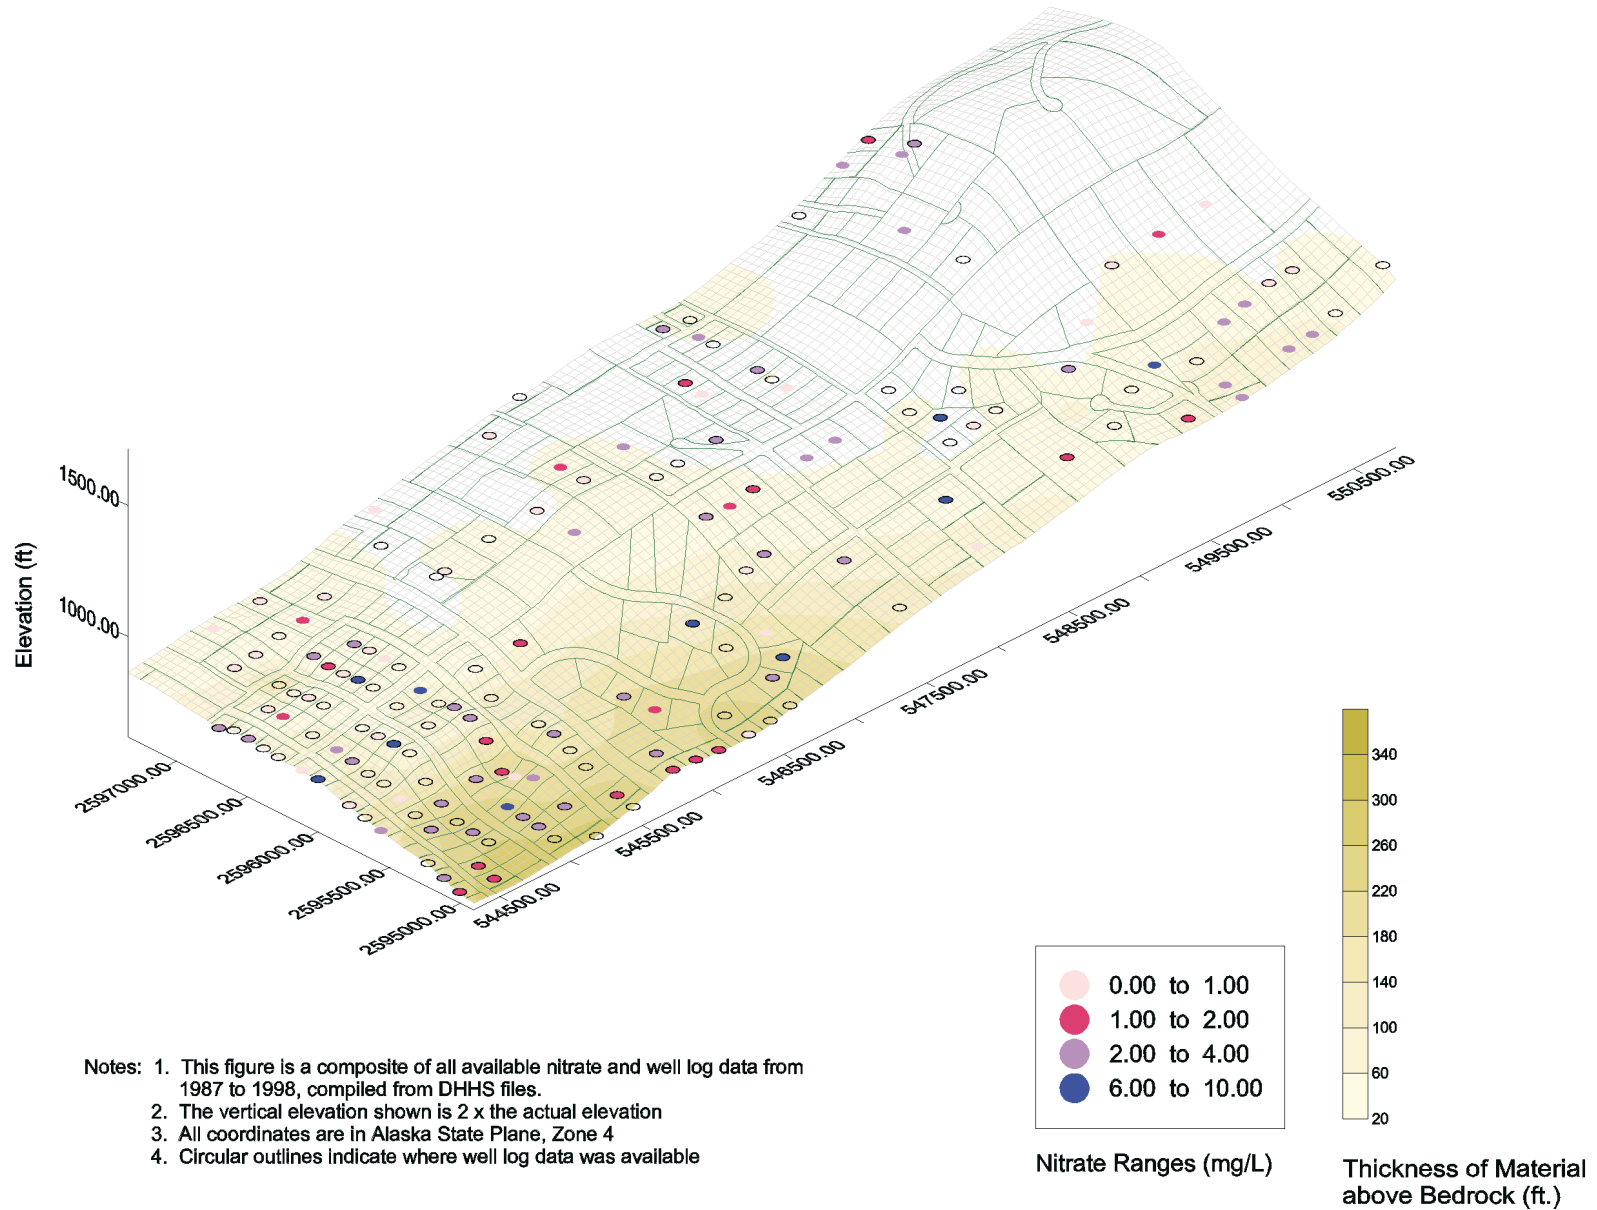 1500.00
1000.00
Elevation (ft)
2597000.00
2596500.00
2596000.00
2595500.00
2595000.00
544500.00
545500.00
546500.00
547500.00
548500.00
549500.00
550500.00
0.00 to 1.00
1.00 to 2.00
2.00 to 4.00
6.00 to 10.00
Nitrate Ranges (mg/L)
340
300
260
220
180
140
100
60
20
Thickness of Material
above Bedrock (ft.)
Notes: 1. This figure is a composite of all available nitrate and well log data from
1987 to 1998, compiled from DHHS files.
2. The vertical elevation shown is 2 x the actual elevation
3. All coordinates are in Alaska State Plane, Zone 4
4. Circular outlines indicate where well log data was available